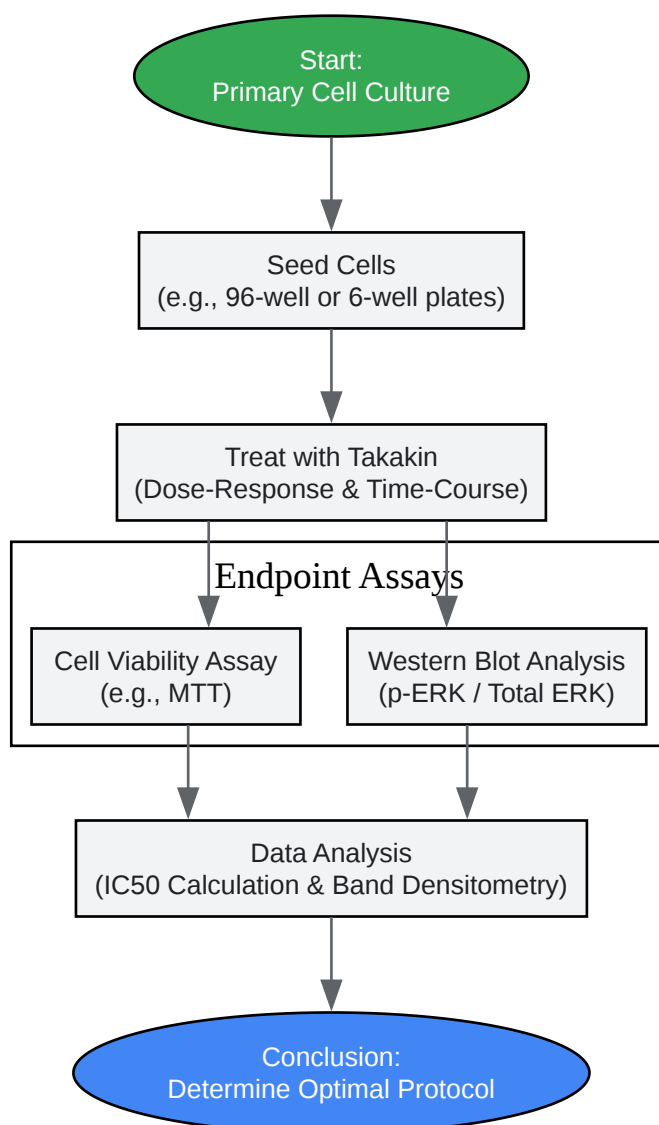 Start:
Primary Cell Culture
Seed Cells
(e.g., 96-well or 6-well plates)
Treat with Takakin
(Dose-Response & Time-Course)
Endpoint Assays
Cell Viability Assay
(e.g., MTT)
Western Blot Analysis
(p-ERK / Total ERK)
Data Analysis
(IC50 Calculation & Band Densitometry)
Conclusion:
Determine Optimal Protocol